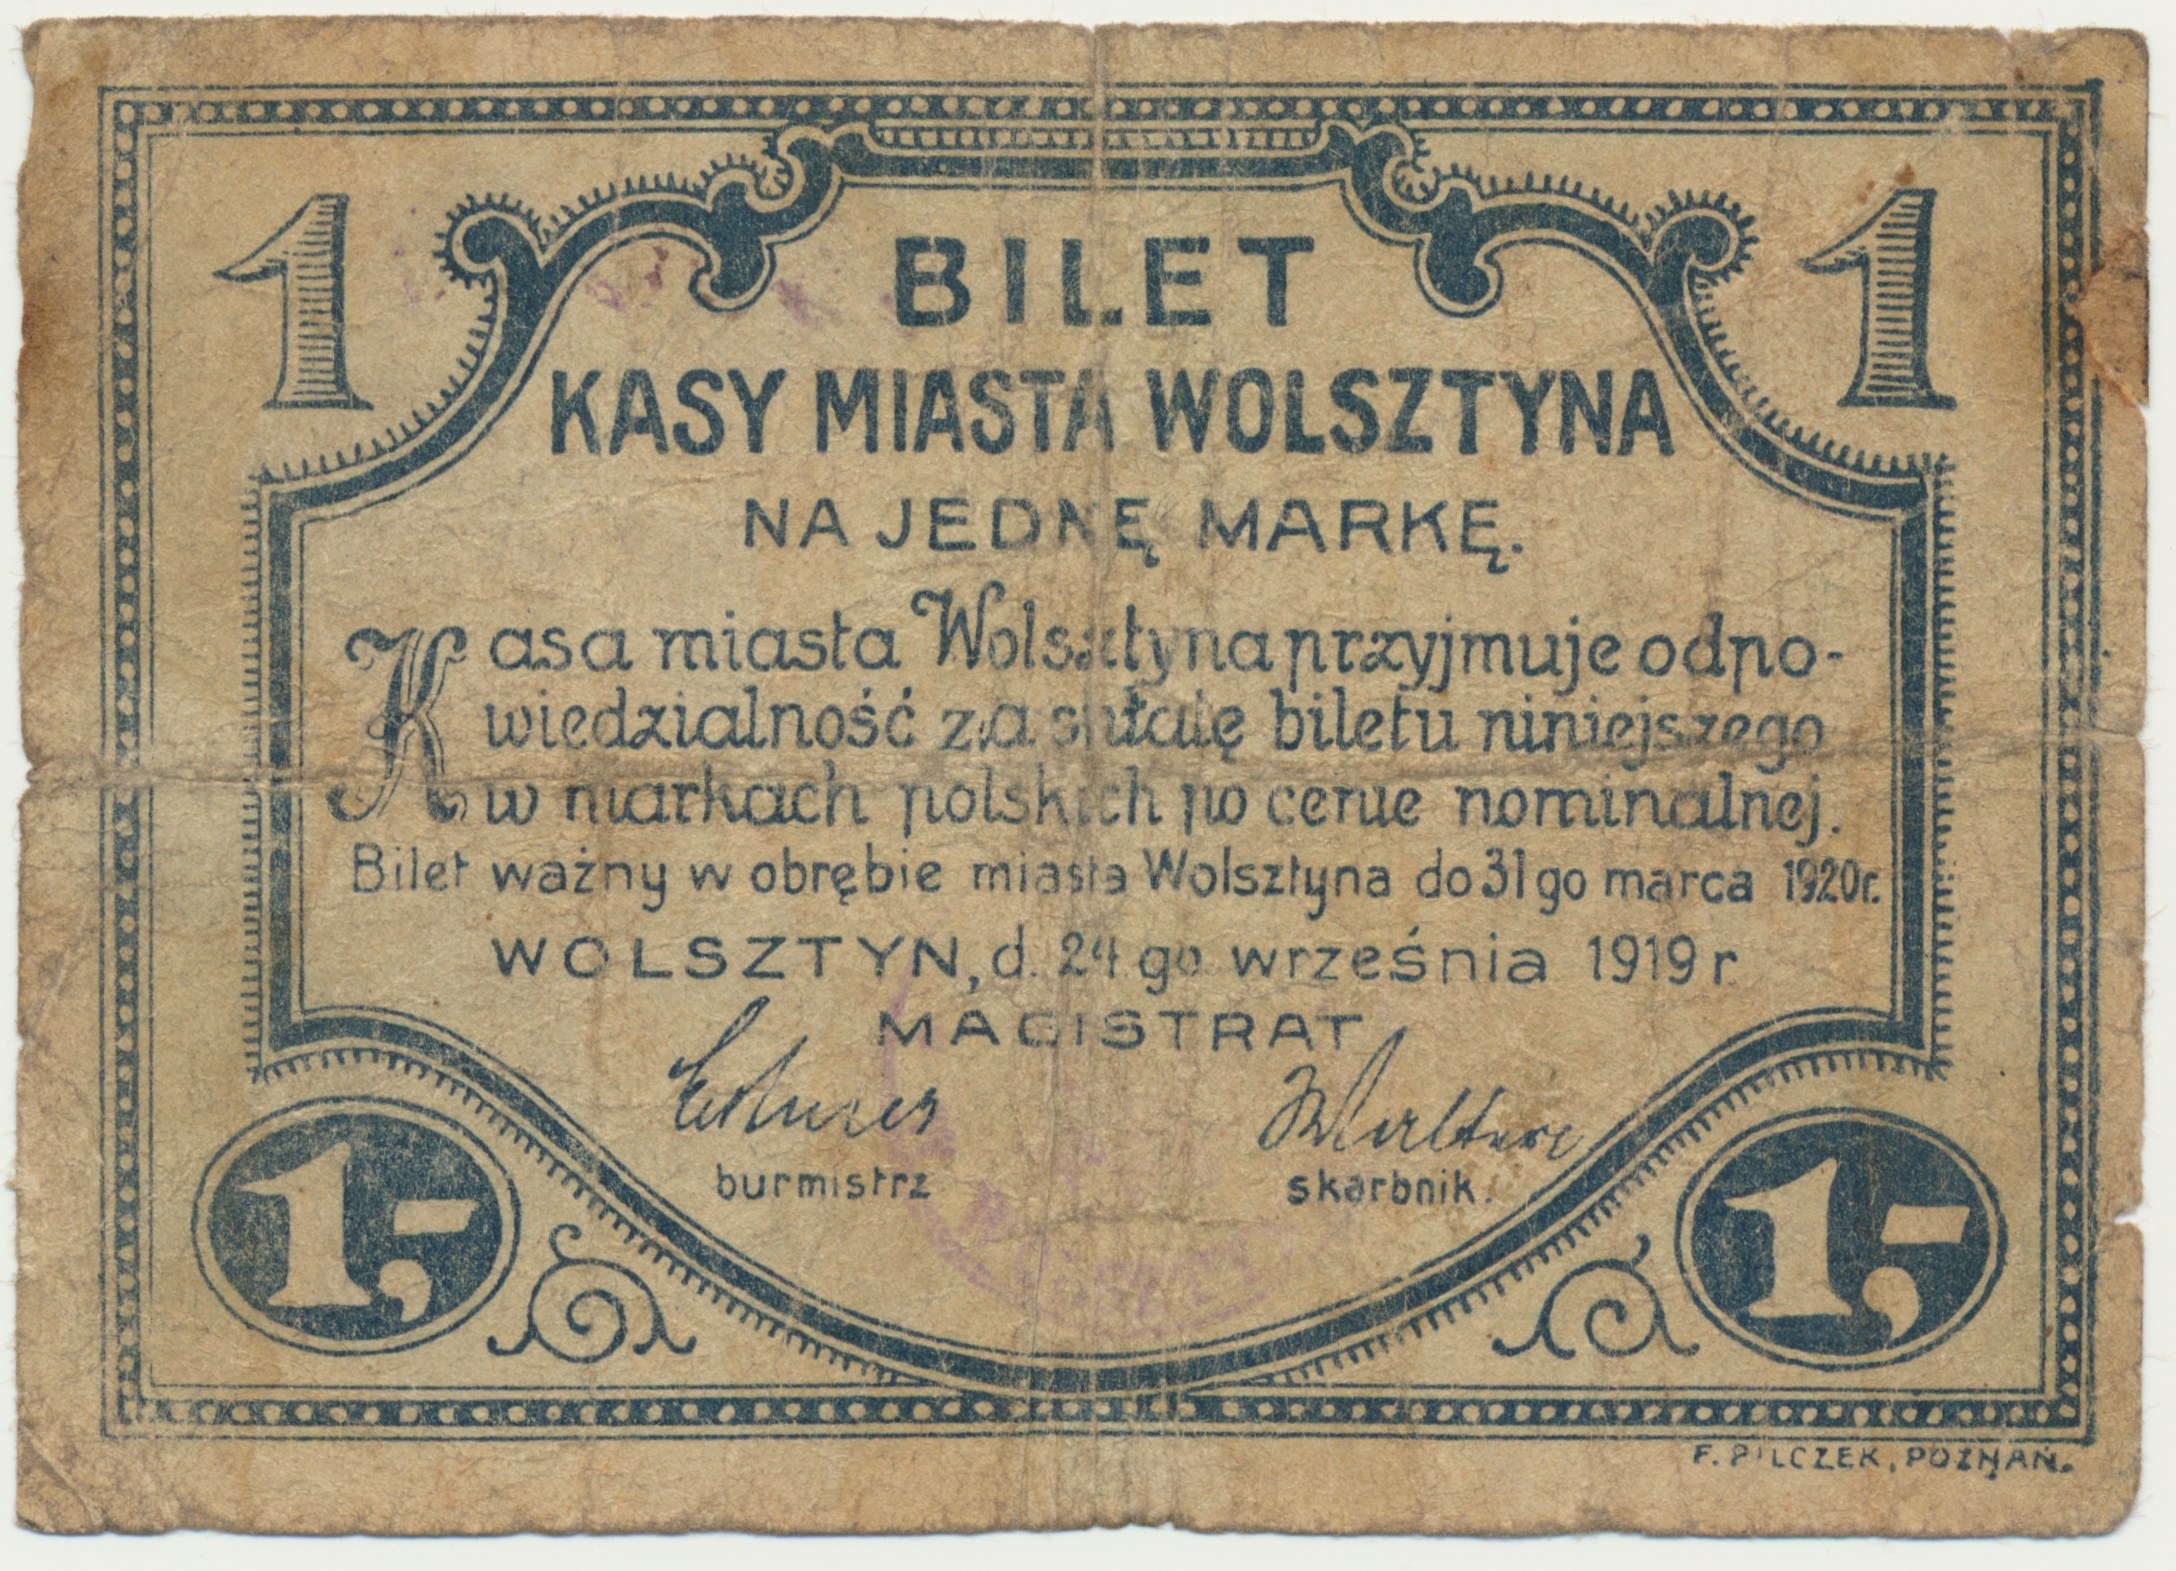 1 1
BILET
KASY MIASTA WOLSZTYNA
NA JEDNĘ MARKĘ.
Kasa miasta Wolsztyna przyjmuje odpo-
wiedzialność za spłatę biletu niniejszego
w markach polskich po cenie nominalnej.
Bilet ważny w obrębie miasta Wolsztyna do 31go marca 1920r.
WOLSZTYN, d. 24.go września 1919 r
MAGISTRAT
burmistrz skarbnik.
1,- 1,-
F. PILCZEK, POZNAŃ.